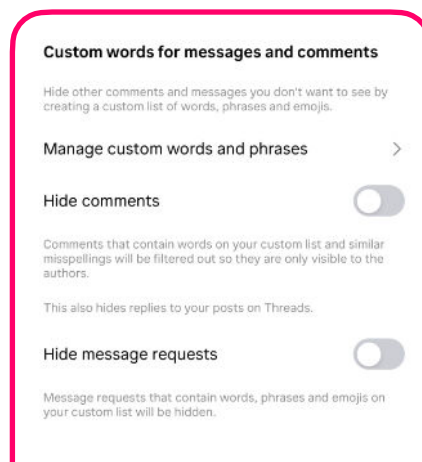 Custom words for messages and comments
Hide other comments and messages you don't want to see by
creating a custom list of words, phrases and emojis.
Manage custom words and phrases
Hide comments
Comments that contain words on your custom list and similar
misspellings will be filtered out so they are only visible to the
authors.
This also hides replies to your posts on Threads.
Hide message requests
Message requests that contain words, phrases and emojis on
your custom list will be hidden.